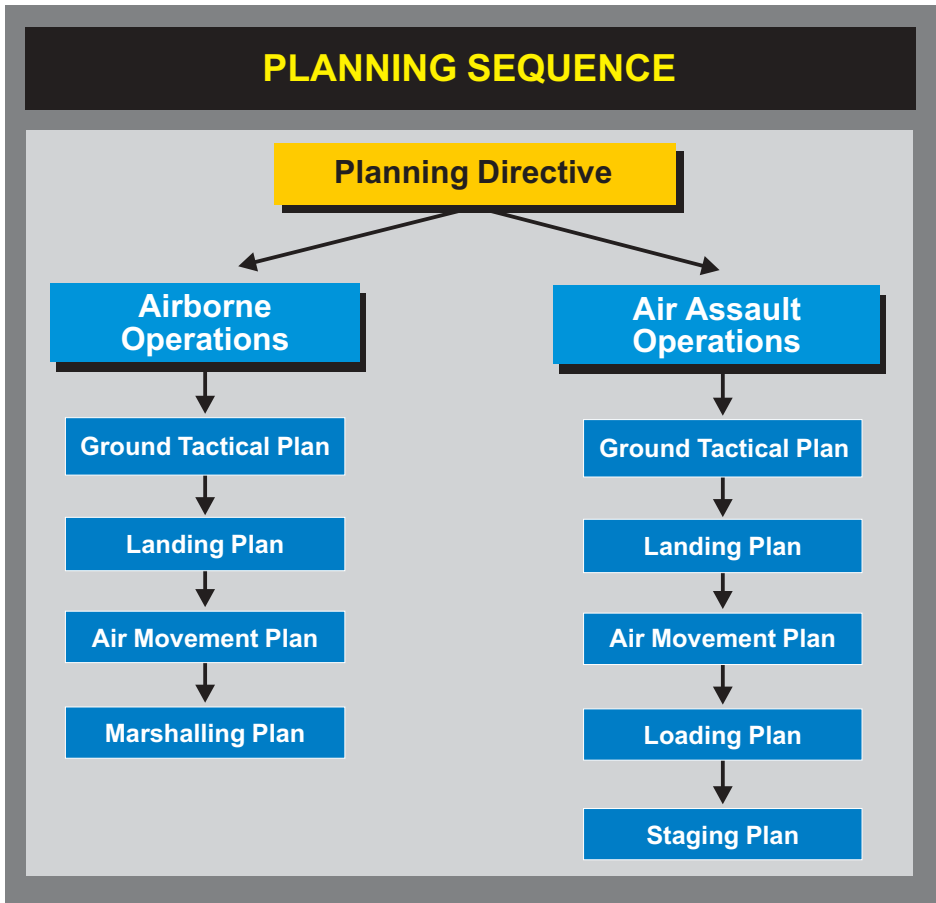 PLANNING SEQUENCE
Planning Directive
Airborne
Operations
Ground Tactical Plan
Landing Plan
Air Movement Plan
Marshalling Plan
Air Assault
Operations
Ground Tactical Plan
Landing Plan
Air Movement Plan
Loading Plan
Staging Plan